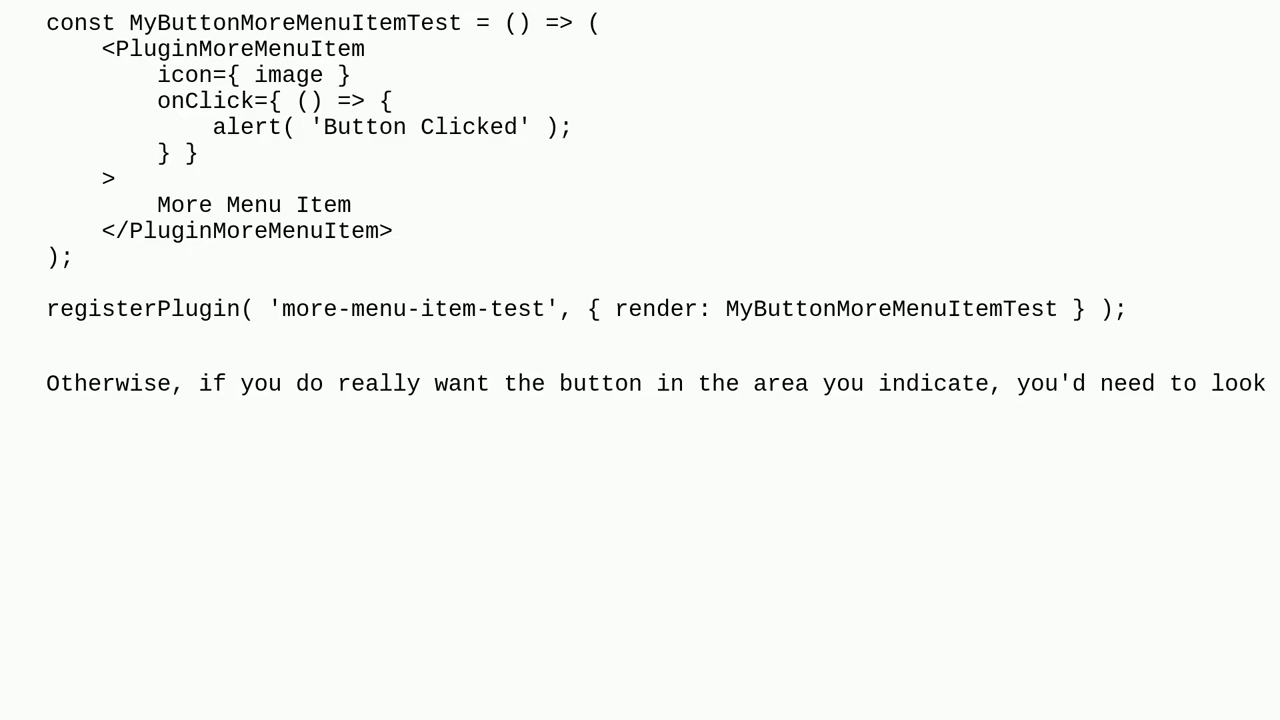 const MyButtonMoreMenuItemTest = () => (
    <PluginMoreMenuItem
        icon={ image }
        onClick={ () => {
            alert( 'Button Clicked' );
        } }
    >
        More Menu Item
    </PluginMoreMenuItem>
);

registerPlugin( 'more-menu-item-test', { render: MyButtonMoreMenuItemTest } );

Otherwise, if you do really want the button in the area you indicate, you'd need to look